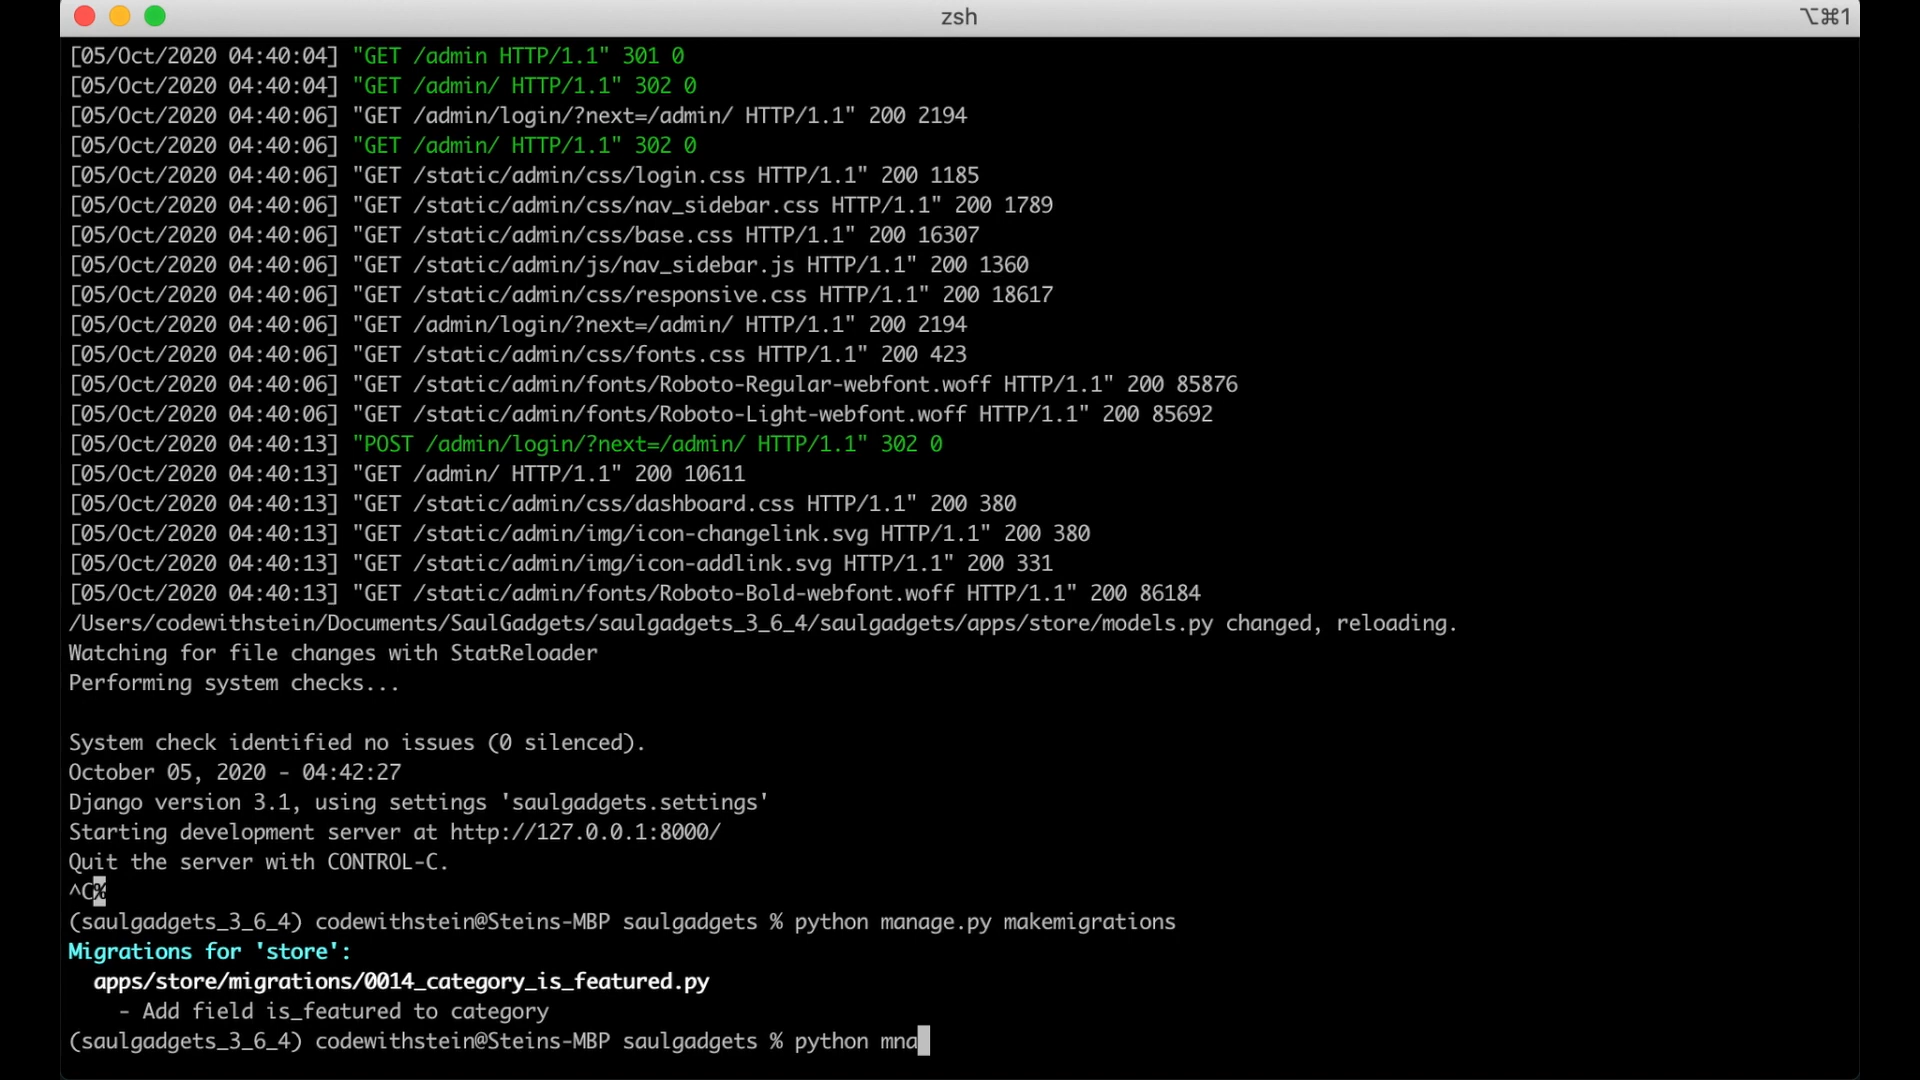 zsh
⌥⌘1
[05/Oct/2020 04:40:04] "GET /admin HTTP/1.1" 301 0
[05/Oct/2020 04:40:04] "GET /admin/ HTTP/1.1" 302 0
[05/Oct/2020 04:40:06] "GET /admin/login/?next=/admin/ HTTP/1.1" 200 2194
[05/Oct/2020 04:40:06] "GET /admin/ HTTP/1.1" 302 0
[05/Oct/2020 04:40:06] "GET /static/admin/css/login.css HTTP/1.1" 200 1185
[05/Oct/2020 04:40:06] "GET /static/admin/css/nav_sidebar.css HTTP/1.1" 200 1789
[05/Oct/2020 04:40:06] "GET /static/admin/css/base.css HTTP/1.1" 200 16307
[05/Oct/2020 04:40:06] "GET /static/admin/js/nav_sidebar.js HTTP/1.1" 200 1360
[05/Oct/2020 04:40:06] "GET /static/admin/css/responsive.css HTTP/1.1" 200 18617
[05/Oct/2020 04:40:06] "GET /admin/login/?next=/admin/ HTTP/1.1" 200 2194
[05/Oct/2020 04:40:06] "GET /static/admin/css/fonts.css HTTP/1.1" 200 423
[05/Oct/2020 04:40:06] "GET /static/admin/fonts/Roboto-Regular-webfont.woff HTTP/1.1" 200 85876
[05/Oct/2020 04:40:06] "GET /static/admin/fonts/Roboto-Light-webfont.woff HTTP/1.1" 200 85692
[05/Oct/2020 04:40:13] "POST /admin/login/?next=/admin/ HTTP/1.1" 302 0
[05/Oct/2020 04:40:13] "GET /admin/ HTTP/1.1" 200 10611
[05/Oct/2020 04:40:13] "GET /static/admin/css/dashboard.css HTTP/1.1" 200 380
[05/Oct/2020 04:40:13] "GET /static/admin/img/icon-changelink.svg HTTP/1.1" 200 380
[05/Oct/2020 04:40:13] "GET /static/admin/img/icon-addlink.svg HTTP/1.1" 200 331
[05/Oct/2020 04:40:13] "GET /static/admin/fonts/Roboto-Bold-webfont.woff HTTP/1.1" 200 86184
/Users/codewithstein/Documents/SaulGadgets/saulgadgets_3_6_4/saulgadgets/apps/store/models.py changed, reloading.
Watching for file changes with StatReloader
Performing system checks...
System check identified no issues (0 silenced).
October 05, 2020 - 04:42:27
Django version 3.1, using settings 'saulgadgets.settings'
Starting development server at http://127.0.0.1:8000/
Quit the server with CONTROL-C.
^C%
(saulgadgets_3_6_4) codewithstein@Steins-MBP saulgadgets % python manage.py makemigrations
Migrations for 'store':
apps/store/migrations/0014_category_is_featured.py
- Add field is_featured to category
(saulgadgets_3_6_4) codewithstein@Steins-MBP saulgadgets % python mna